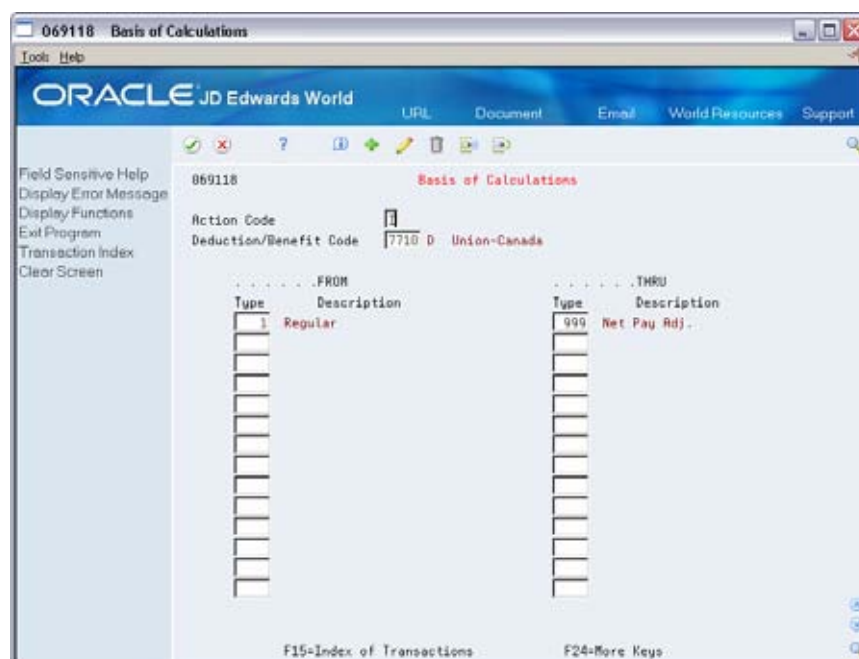 069118 Basis of Calculations
Tools Help
ORACLE JD Edwards World
URL Document Email World Resources Support
Field Sensitive Help
Display Error Message
Display Functions
Exit Program
Transaction Index
Clear Screen
069118 Basis of Calculations
Action Code
Deduction/Benefit Code 7710 D Union-Canada
. . . . . . .FROM . . . . . . .THRU
Type Description Type Description
1 Regular 999 Net Pay Adj.
F15=Index of Transactions F24=More Keys